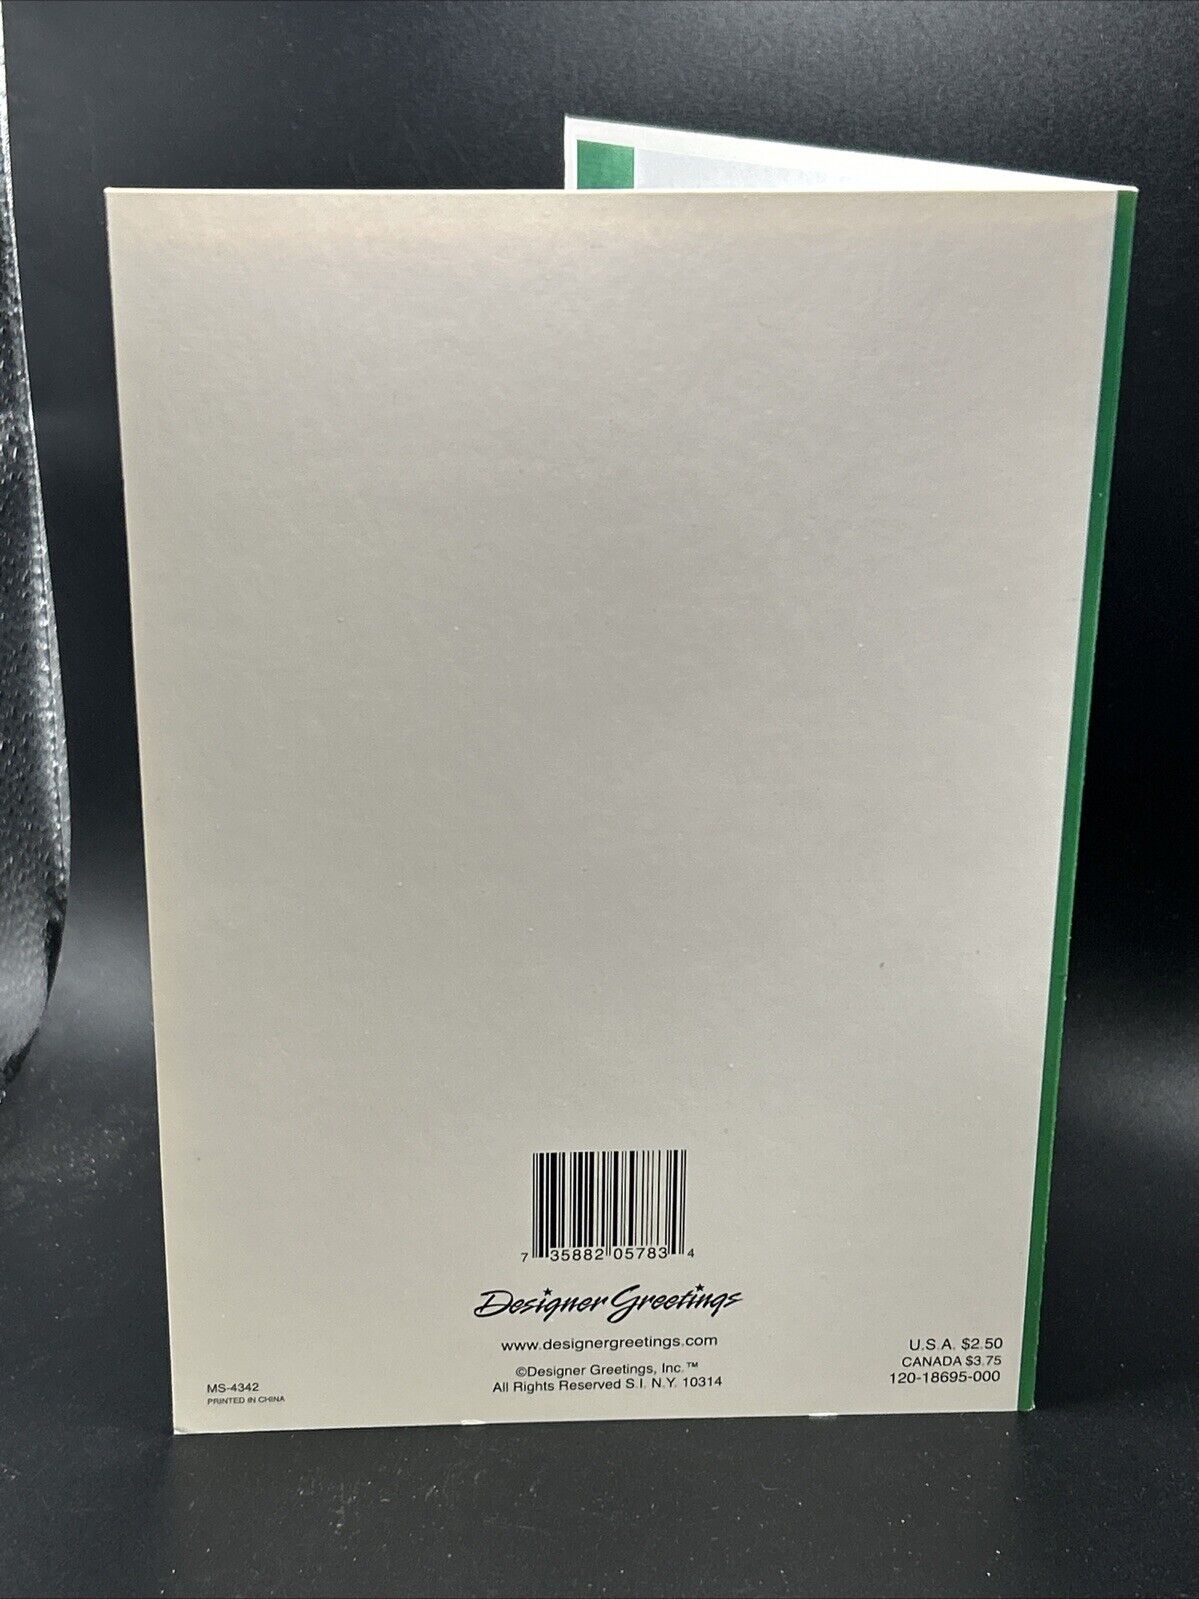 7 35882 05783 4
Designer Greetings
www.designergreetings.com
©Designer Greetings, Inc.™
All Rights Reserved S.I. N.Y. 10314
U.S.A. $2.50
CANADA $3.75
120-18695-000
MS-4342
PRINTED IN CHINA